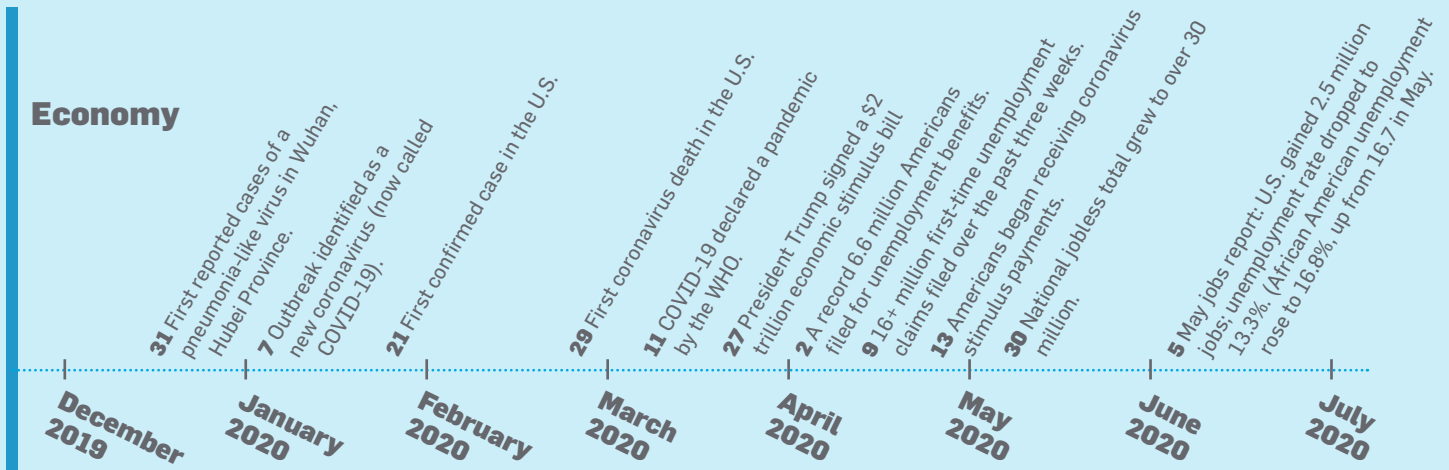 Economy
31 First reported cases of a
pneumonia-like virus in Wuhan,
Hubei Province.
7 Outbreak identified as a
new coronavirus (now called
COVID-19).
21 First confirmed case in the U.S.
29 First coronavirus death in the U.S.
11 COVID-19 declared a pandemic
by the WHO.
27 President Trump signed a $2
trillion economic stimulus bill
2 A record 6.6 million Americans
filed for unemployment benefits.
9 16+ million first-time unemployment
claims filed over the past three weeks.
13 Americans began receiving coronavirus
stimulus payments.
30 National jobless total grew to over 30
million.
5 May jobs report: U.S. gained 2.5 million
jobs; unemployment rate dropped to
13.3%. (African American unemployment
rose to 16.8%, up from 16.7 in May.
December
2019
January
2020
February
2020
March
2020
April
2020
May
2020
June
2020
July
2020